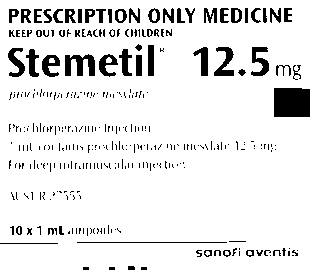 PRESCRIPTION ONLY MEDICINE
KEEP OUT OF REACH OF CHILDREN
Stemetil® 12.5 mg
prochlorperazine mesylate
Prochlorperazine Injection
1 mL contains prochlorperazine mesylate 12.5 mg
For deep intramuscular injection
AUST R
10 x 1 mL ampoules
sanofi aventis